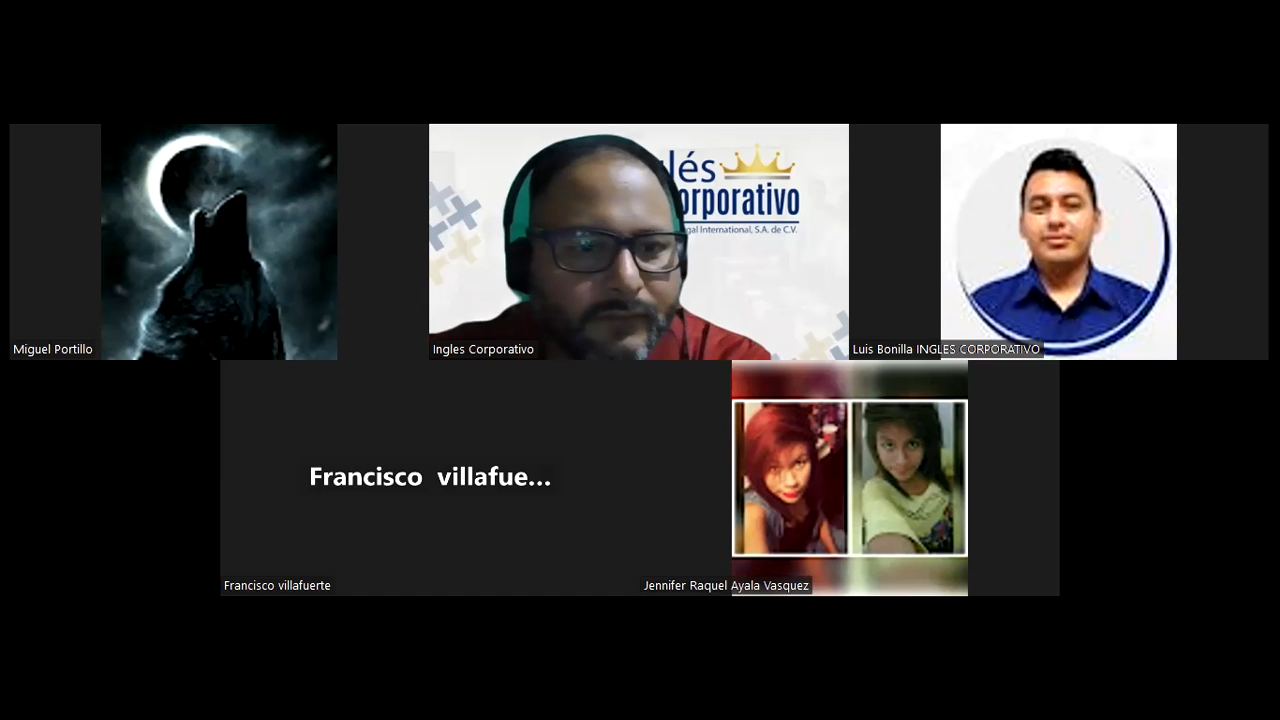 lés
orporativo
gal International, S.A. de C.V.
Miguel Portillo
Ingles Corporativo
Luis Bonilla INGLES CORPORATIVO
Francisco villafue...
Francisco villafuerte
Jennifer Raquel Ayala Vasquez